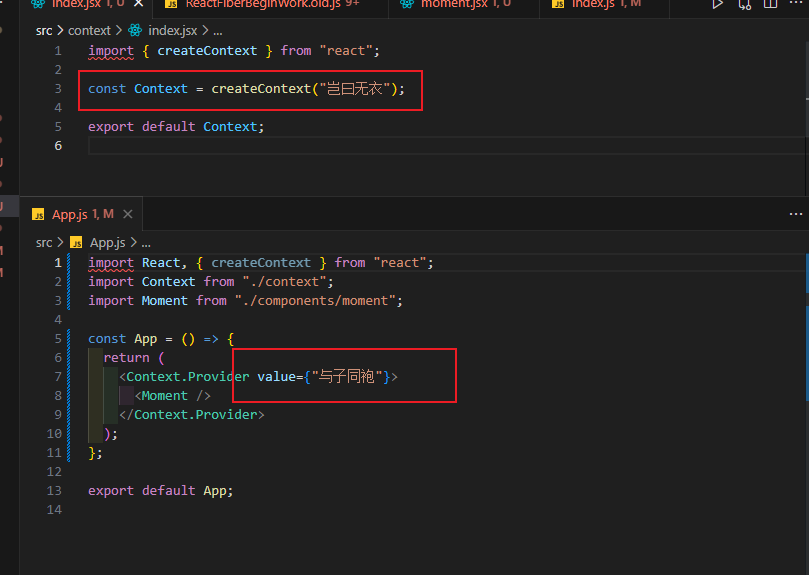 index.jsx 1, U JS ReactFiberBeginWork.old.js 9+ moment.jsx 1, U JS index.js 1, M
src > context > index.jsx > ...
1 import { createContext } from "react";
2
3 const Context = createContext("岂曰无衣");
4
5 export default Context;
6
JS App.js 1, M
src > JS App.js > ...
1 import React, { createContext } from "react";
2 import Context from "./context";
3 import Moment from "./components/moment";
4
5 const App = () => {
6 return (
7 <Context.Provider value={"与子同袍"}>
8 <Moment />
9 </Context.Provider>
10 );
11 };
12
13 export default App;
14